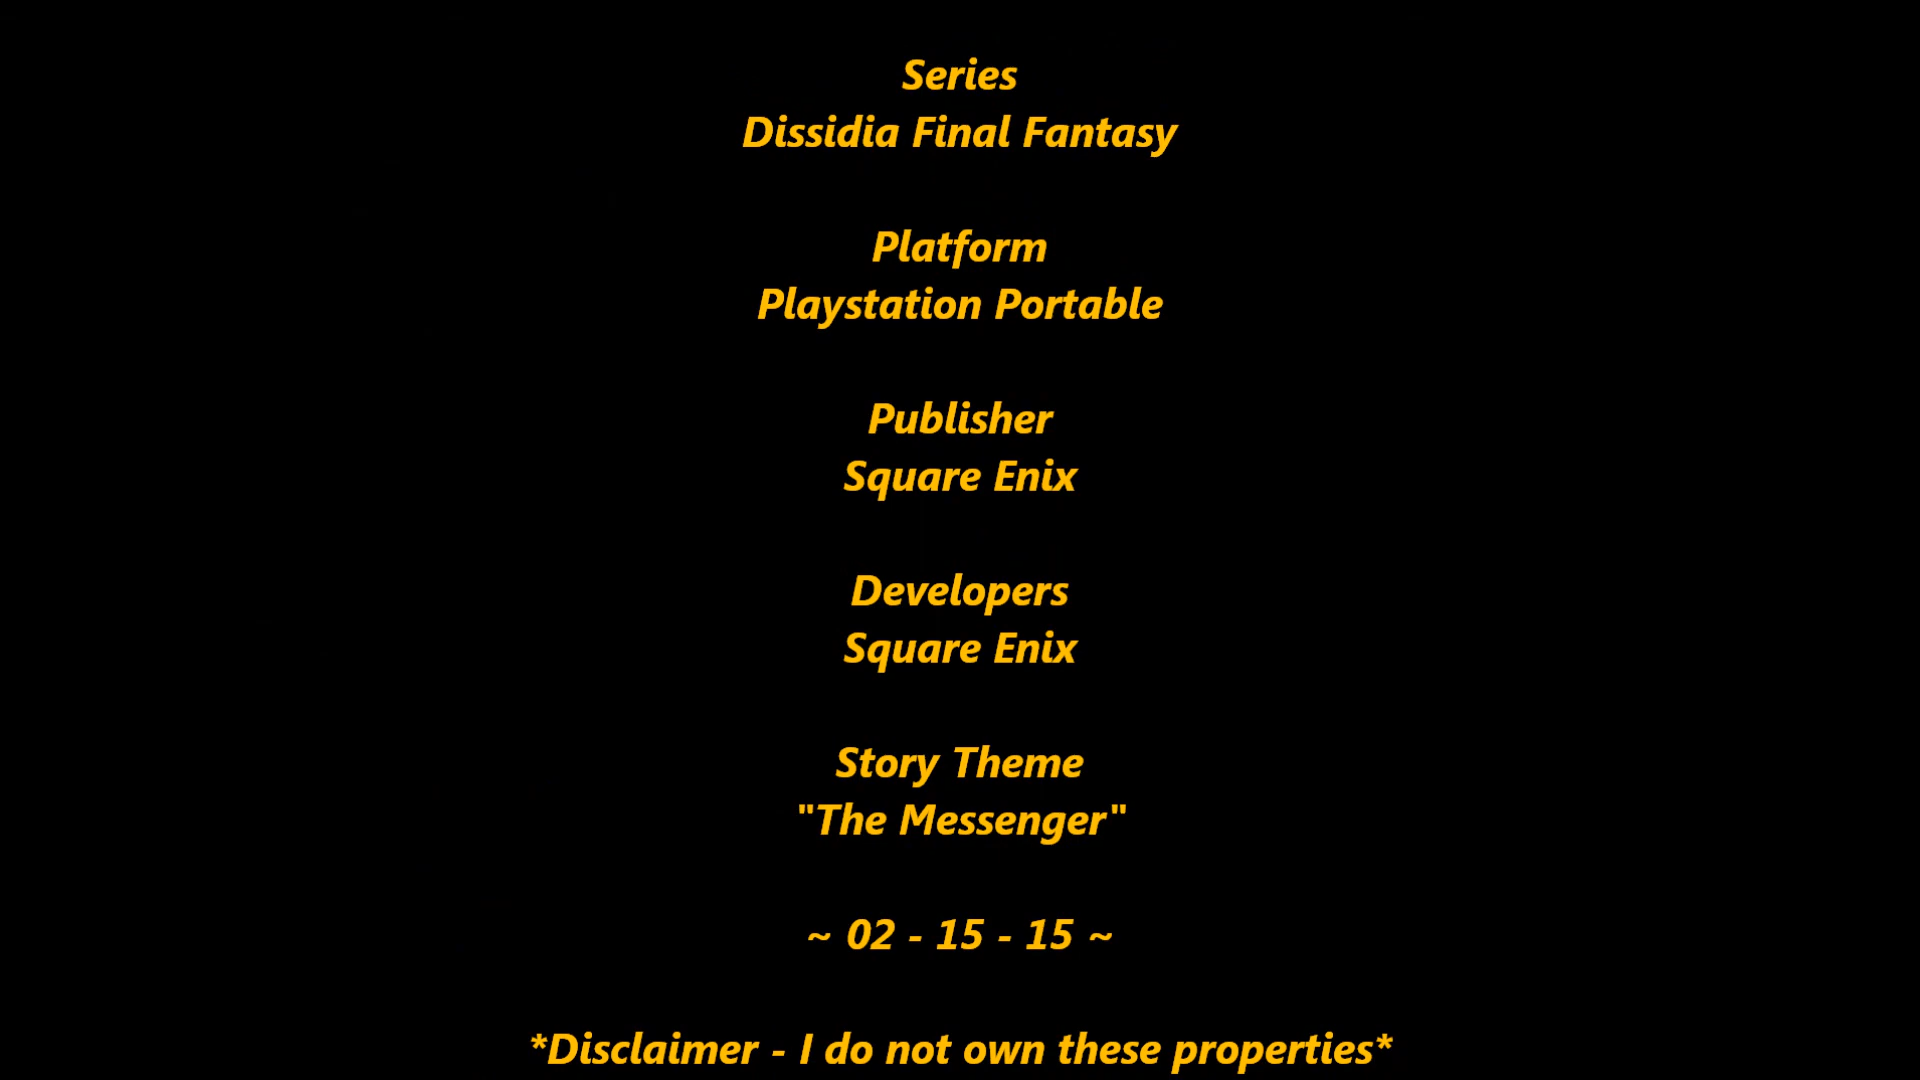 Series
Dissidia Final Fantasy
Platform
Playstation Portable
Publisher
Square Enix
Developers
Square Enix
Story Theme
"The Messenger"
~ 02 - 15 - 15 ~
*Disclaimer - I do not own these properties*